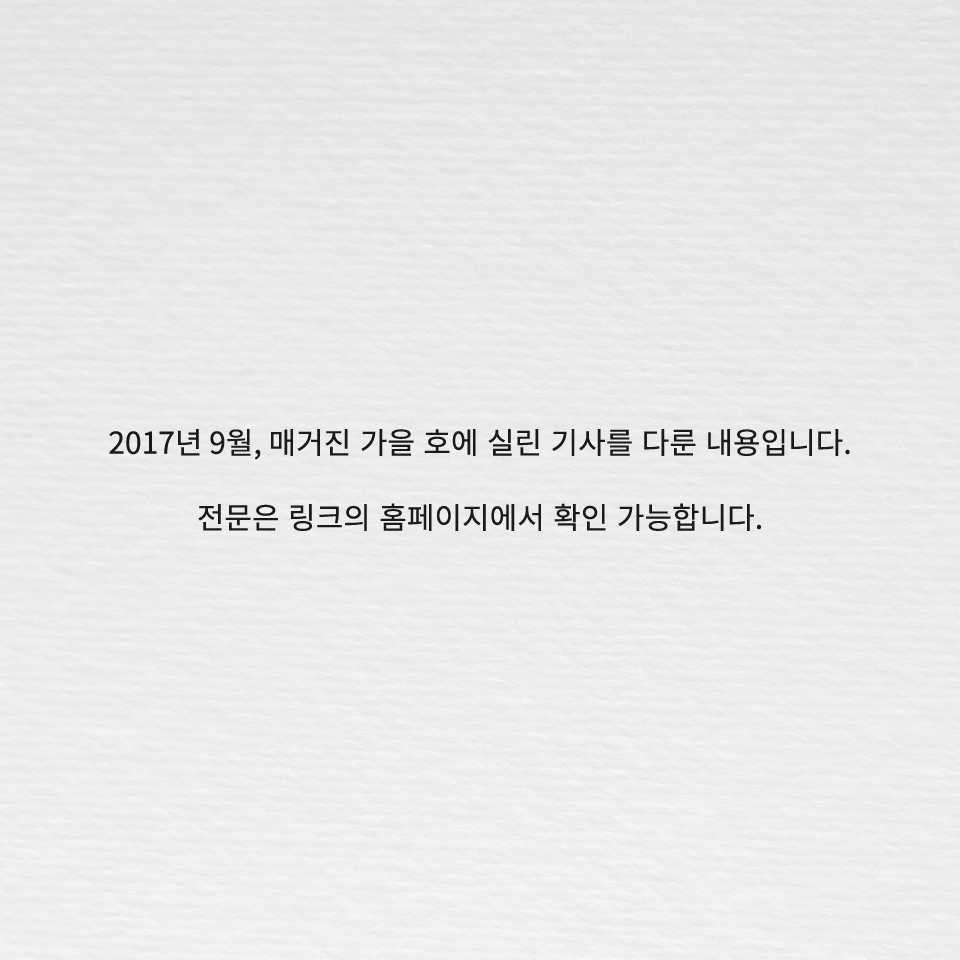 2017년 9월, 매거진 가을 호에 실린 기사를 다룬 내용입니다.
전문은 링크의 홈페이지에서 확인 가능합니다.